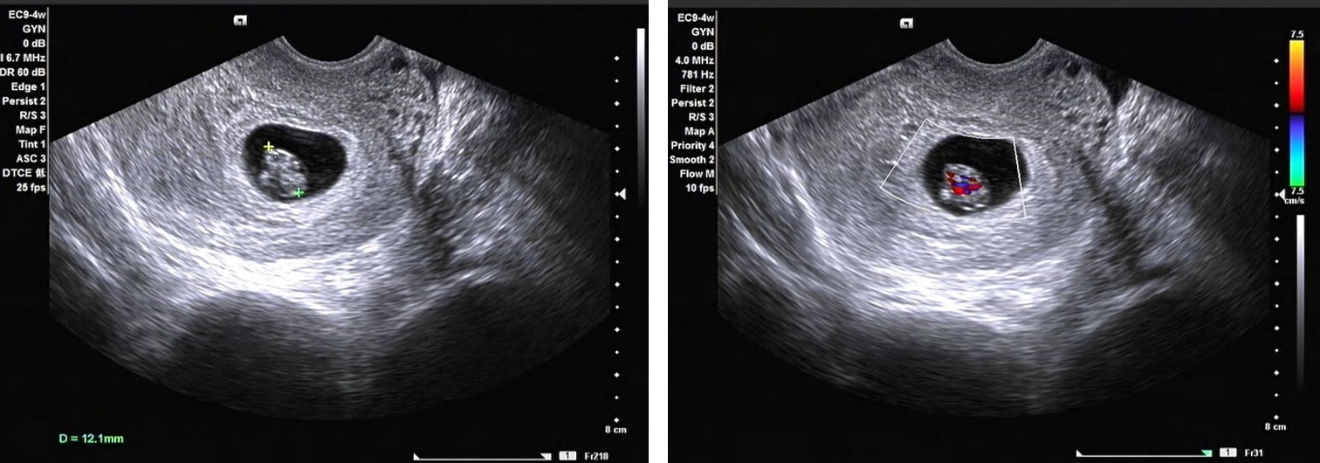 EC9-4w
GYN
0 dB
I 6.7 MHz
DR 60 dB
Edge 1
Persist 2
R/S 3
Map F
Tint 1
ASC 3
DTCE 低
25 fps
8 cm
D = 12.1mm
1 Fr218
EC9-4w
GYN
0 dB
4.0 MHz
781 Hz
Filter 2
Persist 2
R/S 3
Map A
Priority 4
Smooth 2
Flow M
10 fps
7.5
7.5
cm/s
8 cm
1 Fr31